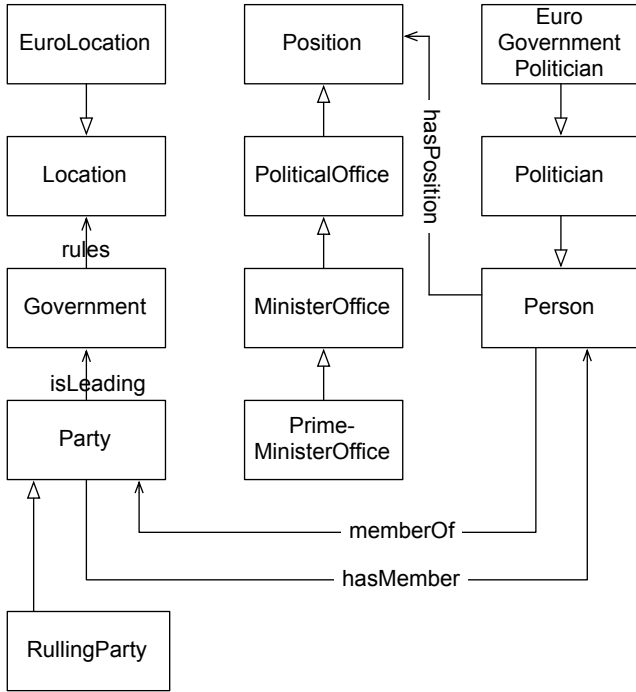 EuroLocation
Position
Euro
Government
Politician
Location
PoliticalOffice
hasPosition
Politician
rules
Government
MinisterOffice
Person
isLeading
Party
Prime-
MinisterOffice
memberOf
hasMember
RullingParty